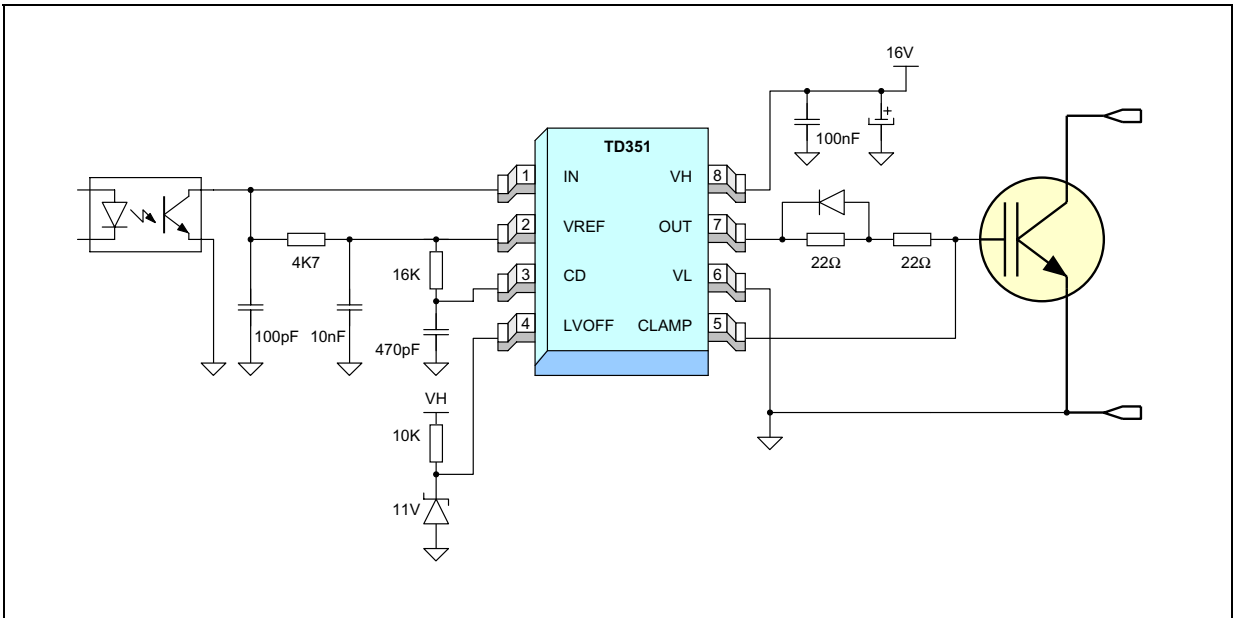 16V
100nF
TD351
1 IN VH 8
2 VREF OUT 7
4K7
16K
22Ω
22Ω
3 CD VL 6
4 LVOFF CLAMP 5
100pF
10nF
470pF
VH
10K
11V
+